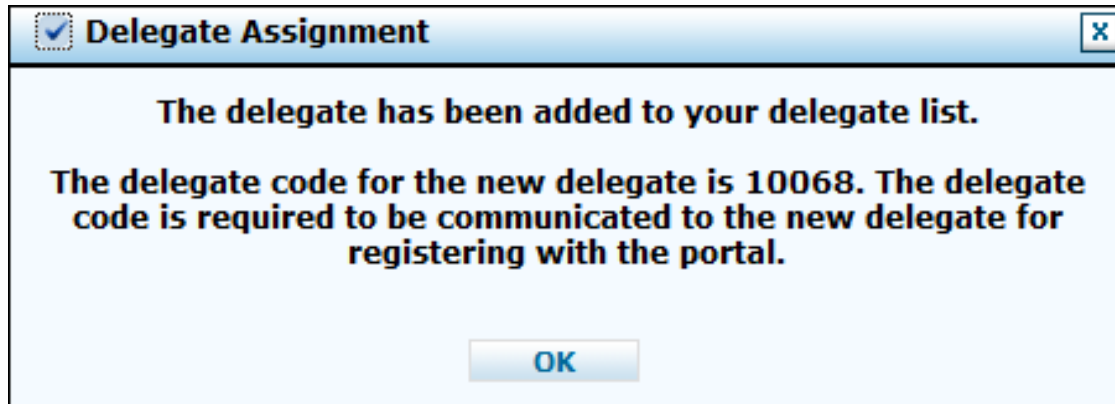 Delegate Assignment
x
The delegate has been added to your delegate list.
The delegate code for the new delegate is 10068. The delegate
code is required to be communicated to the new delegate for
registering with the portal.
OK